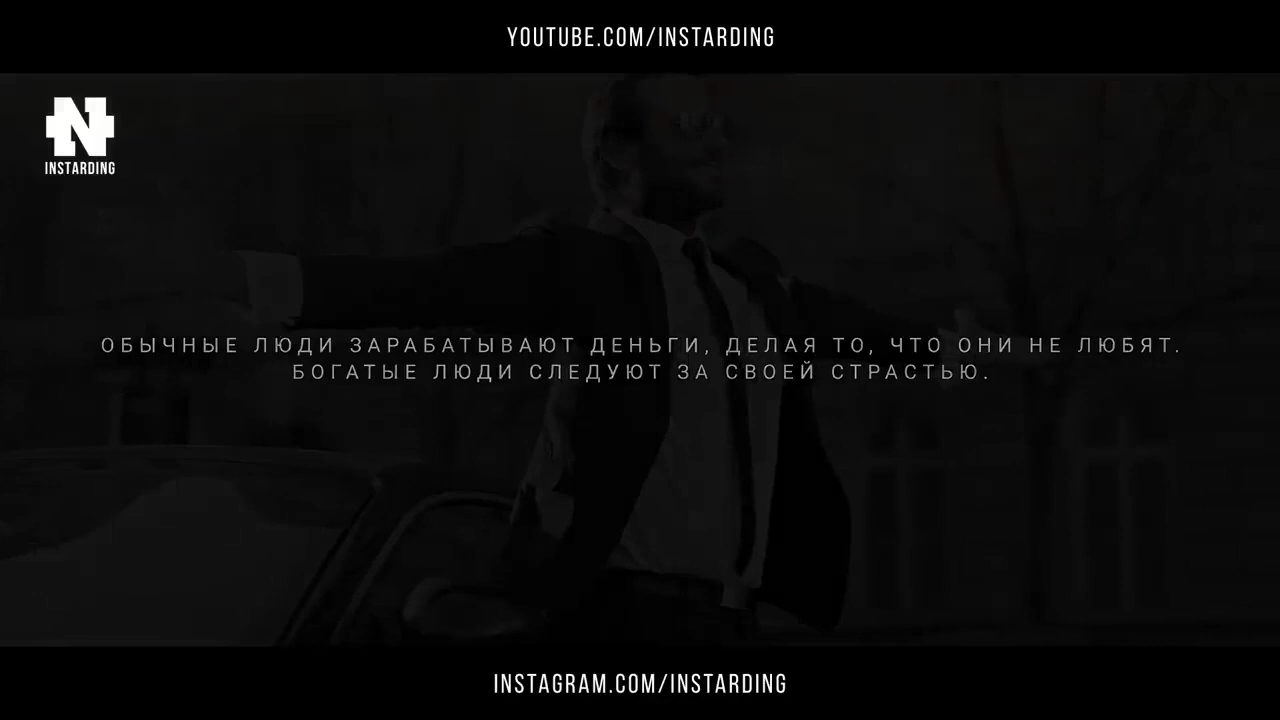 YOUTUBE.COM/INSTARDING
N
INSTARDING
ОБЫЧНЫЕ ЛЮДИ ЗАРАБАТЫВАЮТ ДЕНЬГИ, ДЕЛАЯ ТО, ЧТО ОНИ НЕ ЛЮБЯТ.
БОГАТЫЕ ЛЮДИ СЛЕДУЮТ ЗА СВОЕЙ СТРАСТЬЮ.
INSTAGRAM.COM/INSTARDING